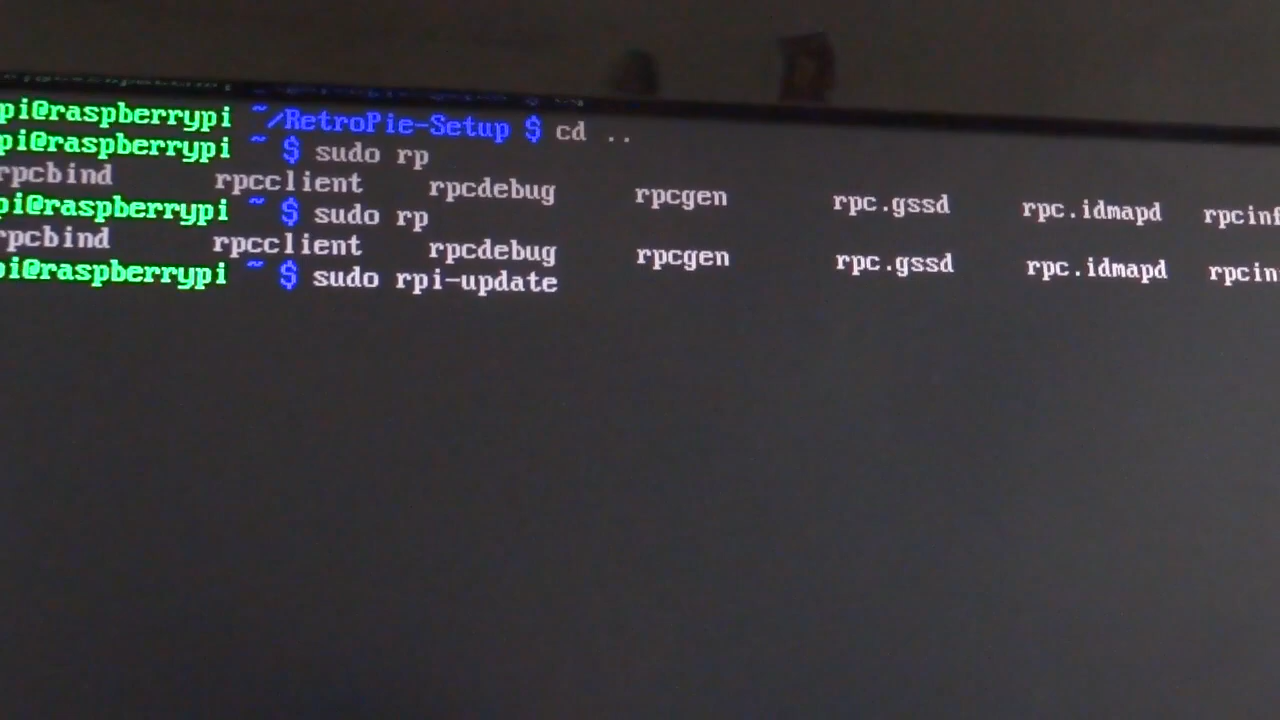 pi@raspberrypi ~/RetroPie-Setup $ cd ..
pi@raspberrypi ~ $ sudo rp
rpcbind rpcclient rpcdebug rpcgen rpc.gssd rpc.idmapd rpcinf
pi@raspberrypi ~ $ sudo rp
rpcbind rpcclient rpcdebug rpcgen rpc.gssd rpc.idmapd rpcin
pi@raspberrypi ~ $ sudo rpi-update